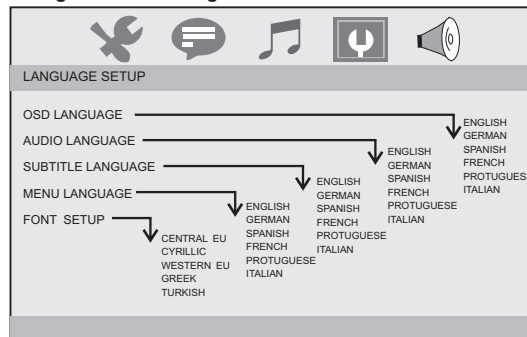 LANGUAGE SETUP
OSD LANGUAGE
ENGLISH
GERMAN
SPANISH
FRENCH
PROTUGUES
ITALIAN
AUDIO LANGUAGE
ENGLISH
GERMAN
SPANISH
FRENCH
PROTUGUESE
ITALIAN
SUBTITLE LANGUAGE
ENGLISH
GERMAN
SPANISH
FRENCH
PROTUGUESE
ITALIAN
MENU LANGUAGE
ENGLISH
GERMAN
SPANISH
FRENCH
PROTUGUESE
ITALIAN
FONT SETUP
CENTRAL EU
CYRILLIC
WESTERN EU
GREEK
TURKISH